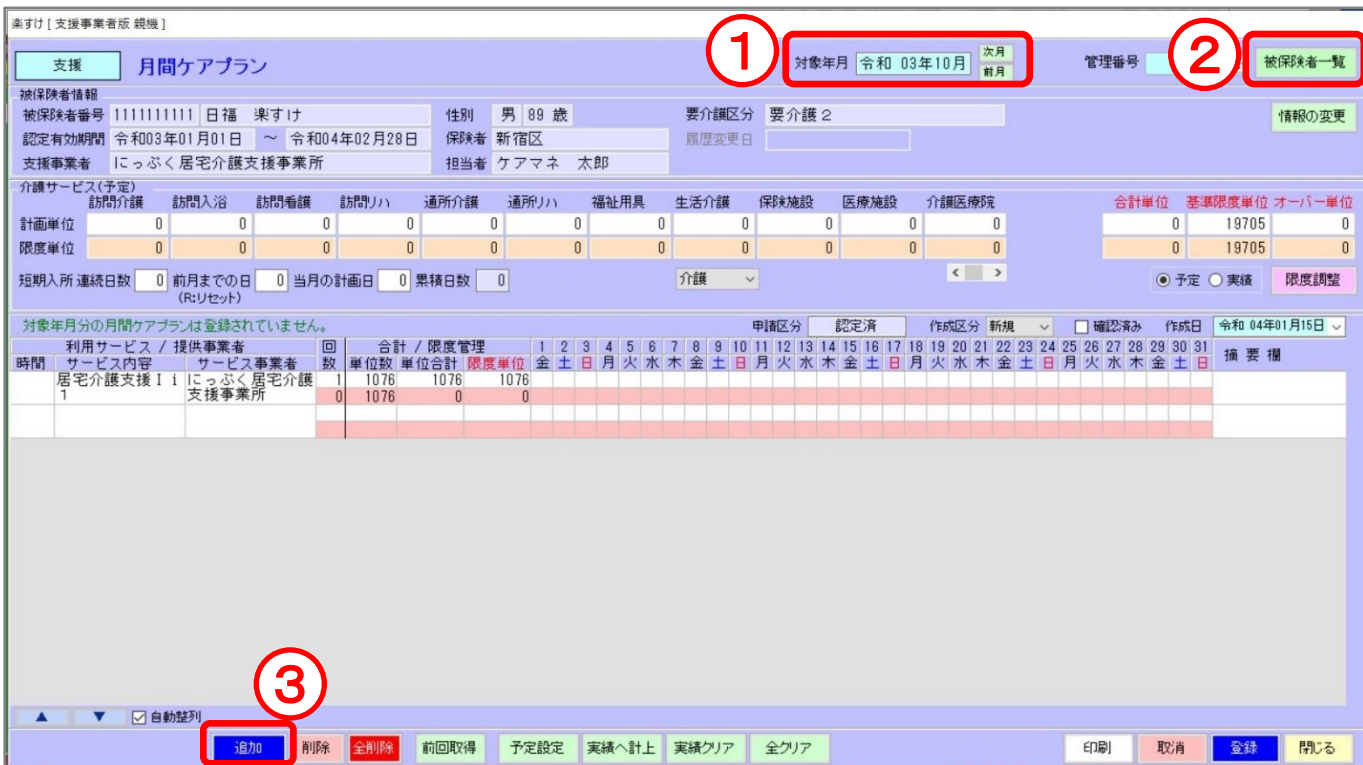 楽すけ [ 支援事業者版 親機 ]
支援 月間ケアプラン ① 対象年月 令和 03年10月 次月 前月 管理番号 ② 被保険者一覧
被保険者情報
被保険者番号 1111111111 日福 楽すけ 性別 男 89 歳 要介護区分 要介護2 情報の変更
認定有効期間 令和03年01月01日 ～ 令和04年02月28日 保険者 新宿区 履歴変更日
支援事業者 にっぷく居宅介護支援事業所 担当者 ケアマネ 太郎
介護サービス(予定)
訪問介護 訪問入浴 訪問看護 訪問リハ 通所介護 通所リハ 福祉用具 生活介護 保険施設 医療施設 介護医療院 合計単位 基準限度単位 オーバー単位
計画単位 0 0 0 0 0 0 0 0 0 0 0 0 19705 0
限度単位 0 0 0 0 0 0 0 0 0 0 0 0 19705 0
短期入所 連続日数 0 前月までの日 0 当月の計画日 0 累積日数 0 介護 < > 予定 実績 限度調整
(R:リセット)
対象年月分の月間ケアプランは登録されていません。 申請区分 認定済 作成区分 新規 確認済み 作成日 令和 04年01月15日
利用サービス / 提供事業者 回 合計 / 限度管理 1 2 3 4 5 6 7 8 9 10 11 12 13 14 15 16 17 18 19 20 21 22 23 24 25 26 27 28 29 30 31 摘 要 欄
時間 サービス内容 サービス事業者 数 単位数 単位合計 限度単位 金 土 日 月 火 水 木 金 土 日 月 火 水 木 金 土 日 月 火 水 木 金 土 日 月 火 水 木 金 土 日
居宅介護支援Ⅰi にっぷく居宅介護 1 1076 1076 1076
1 支援事業所 0 1076 0 0
③
▲ ▼ 自動整列
追加 削除 全削除 前回取得 予定設定 実績へ計上 実績クリア 全クリア 印刷 取消 登録 閉じる